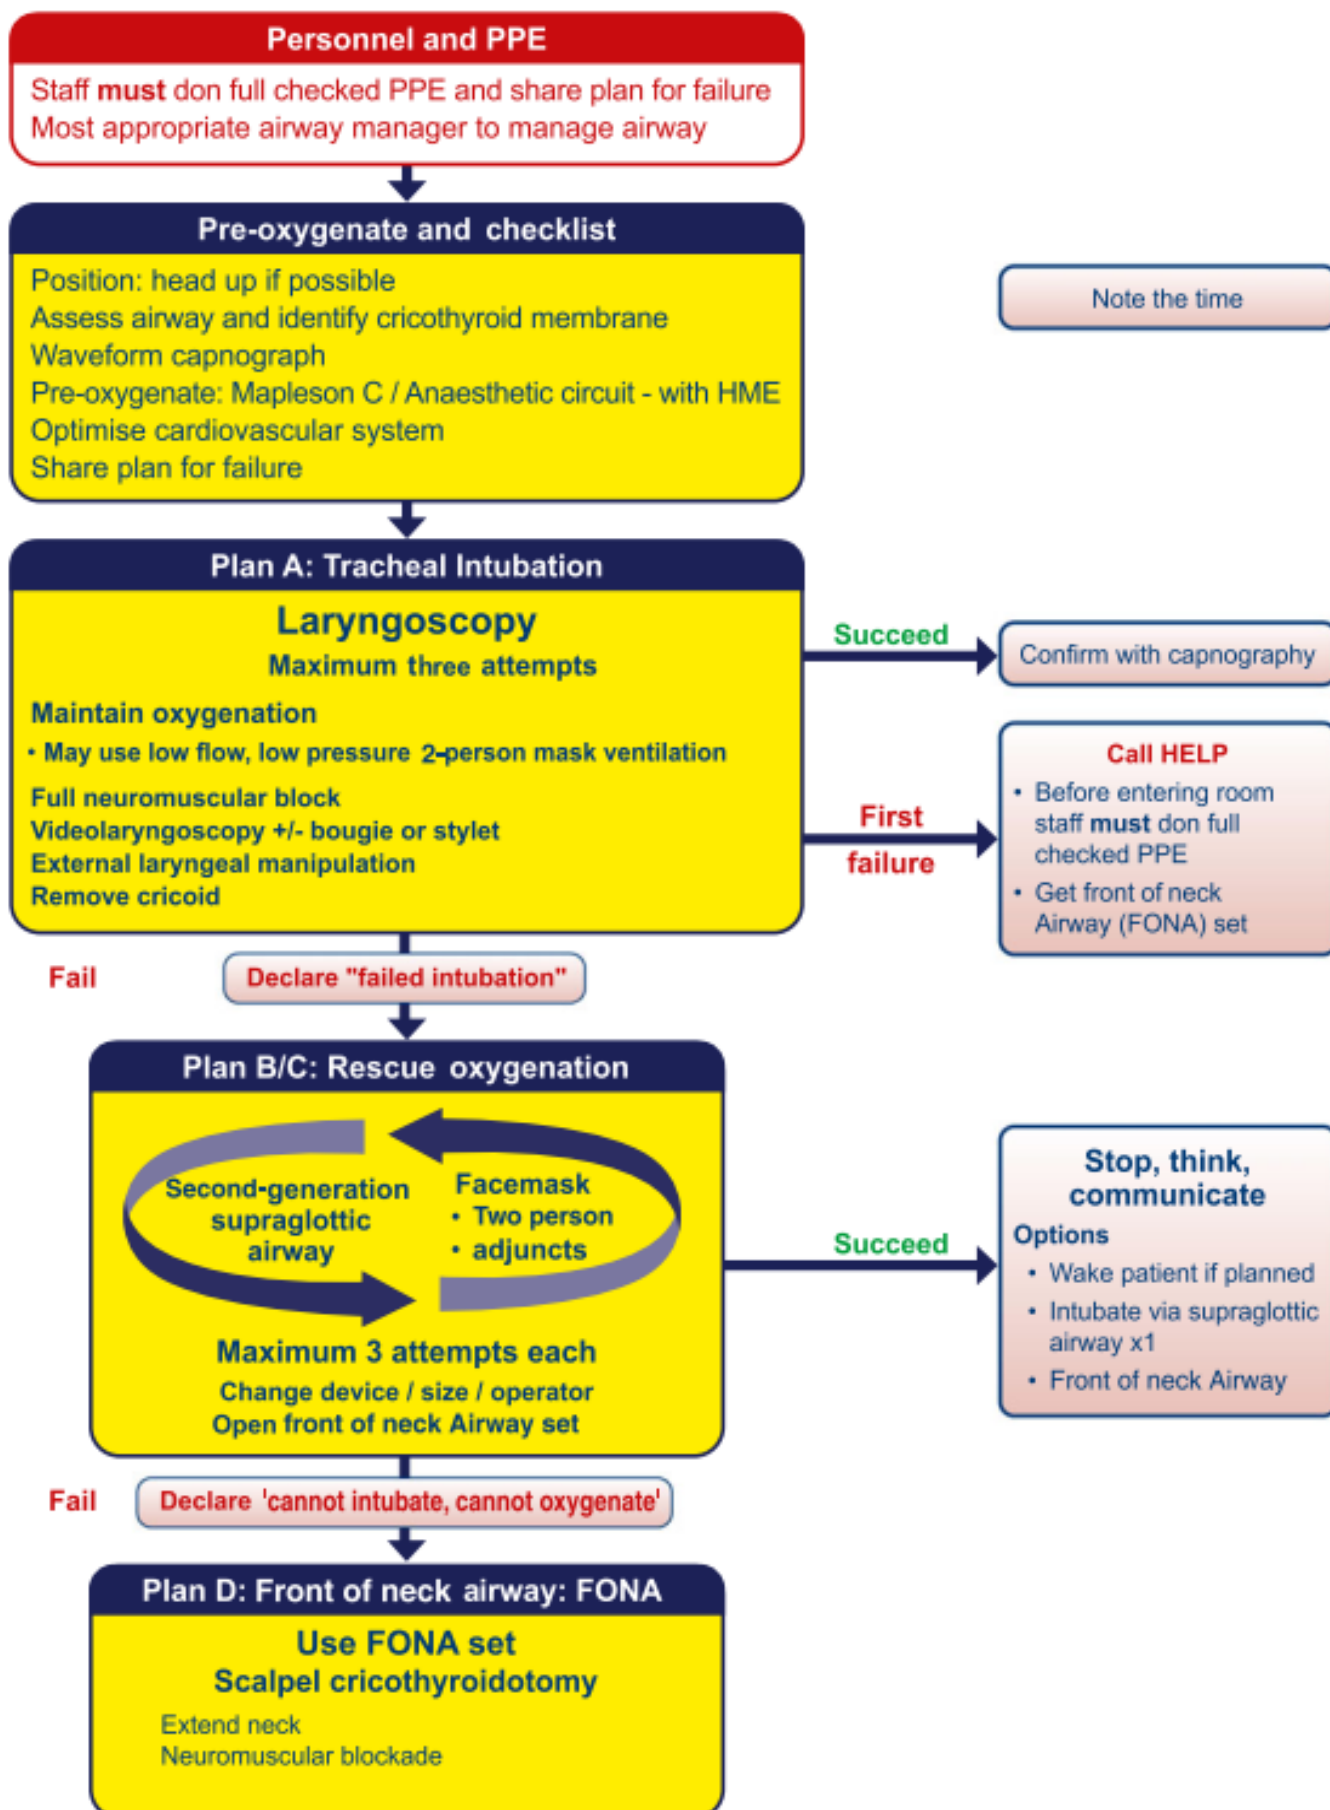 Personnel and PPE
Staff must don full checked PPE and share plan for failure
Most appropriate airway manager to manage airway
Pre-oxygenate and checklist
Position: head up if possible
Assess airway and identify cricothyroid membrane
Waveform capnograph
Pre-oxygenate: Mapleson C / Anaesthetic circuit - with HME
Optimise cardiovascular system
Share plan for failure
Note the time
Plan A: Tracheal Intubation
Laryngoscopy
Maximum three attempts
Maintain oxygenation
• May use low flow, low pressure 2-person mask ventilation
Full neuromuscular block
Videolaryngoscopy +/- bougie or stylet
External laryngeal manipulation
Remove cricoid
Succeed
Confirm with capnography
First
failure
Call HELP
• Before entering room
staff must don full
checked PPE
• Get front of neck
Airway (FONA) set
Fail
Declare "failed intubation"
Plan B/C: Rescue oxygenation
Second-generation
supraglottic
airway
Facemask
• Two person
• adjuncts
Maximum 3 attempts each
Change device / size / operator
Open front of neck Airway set
Succeed
Stop, think,
communicate
Options
• Wake patient if planned
• Intubate via supraglottic
airway x1
• Front of neck Airway
Fail
Declare 'cannot intubate, cannot oxygenate'
Plan D: Front of neck airway: FONA
Use FONA set
Scalpel cricothyroidotomy
Extend neck
Neuromuscular blockade